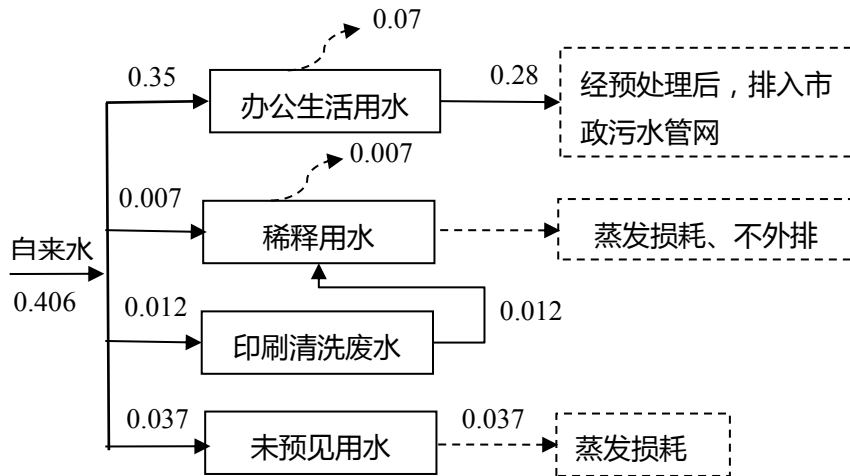 0.07
0.35
办公生活用水
0.28
经预处理后，排入市
政污水管网
0.007
0.007
稀释用水
蒸发损耗、不外排
自来水
0.406
0.012
印刷清洗废水
0.012
0.037
未预见用水
0.037
蒸发损耗